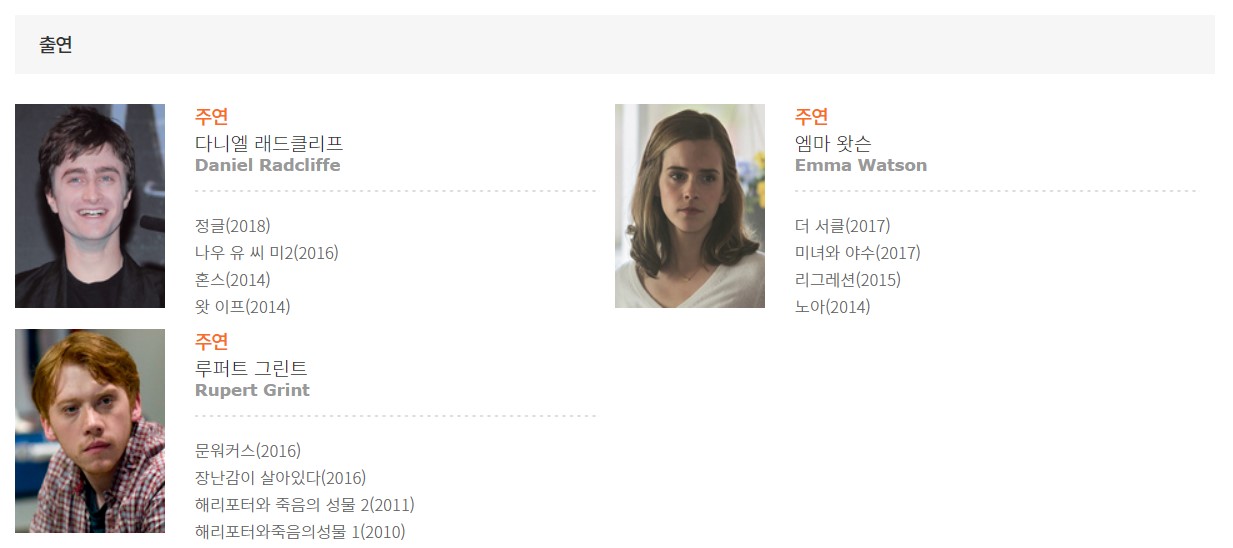 출연
주연
다니엘 래드클리프
Daniel Radcliffe
정글(2018)
나우 유 씨 미2(2016)
혼스(2014)
왓 이프(2014)
주연
엠마 왓슨
Emma Watson
더 서클(2017)
미녀와 야수(2017)
리그레션(2015)
노아(2014)
주연
루퍼트 그린트
Rupert Grint
문워커스(2016)
장난감이 살아있다(2016)
해리포터와 죽음의 성물 2(2011)
해리포터와죽음의성물 1(2010)